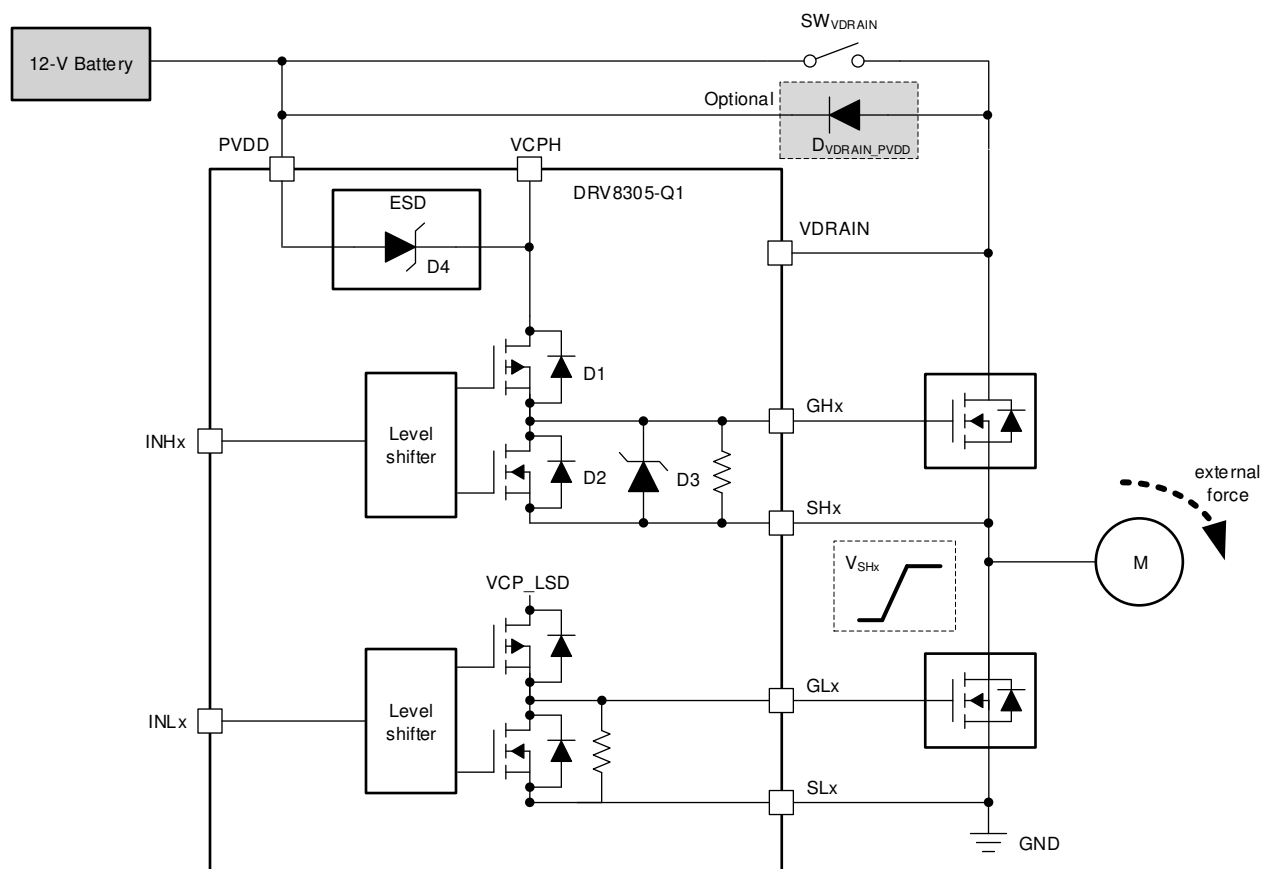 SWVDRAIN
12-V Battery
Optional
DVDRAIN_PVDD
PVDD
VCPH
DRV8305-Q1
ESD
D4
VDRAIN
D1
GHx
INHx
Level
shifter
D2
D3
external
force
SHx
VSHx
M
VCP_LSD
GLx
INLx
Level
shifter
SLx
GND